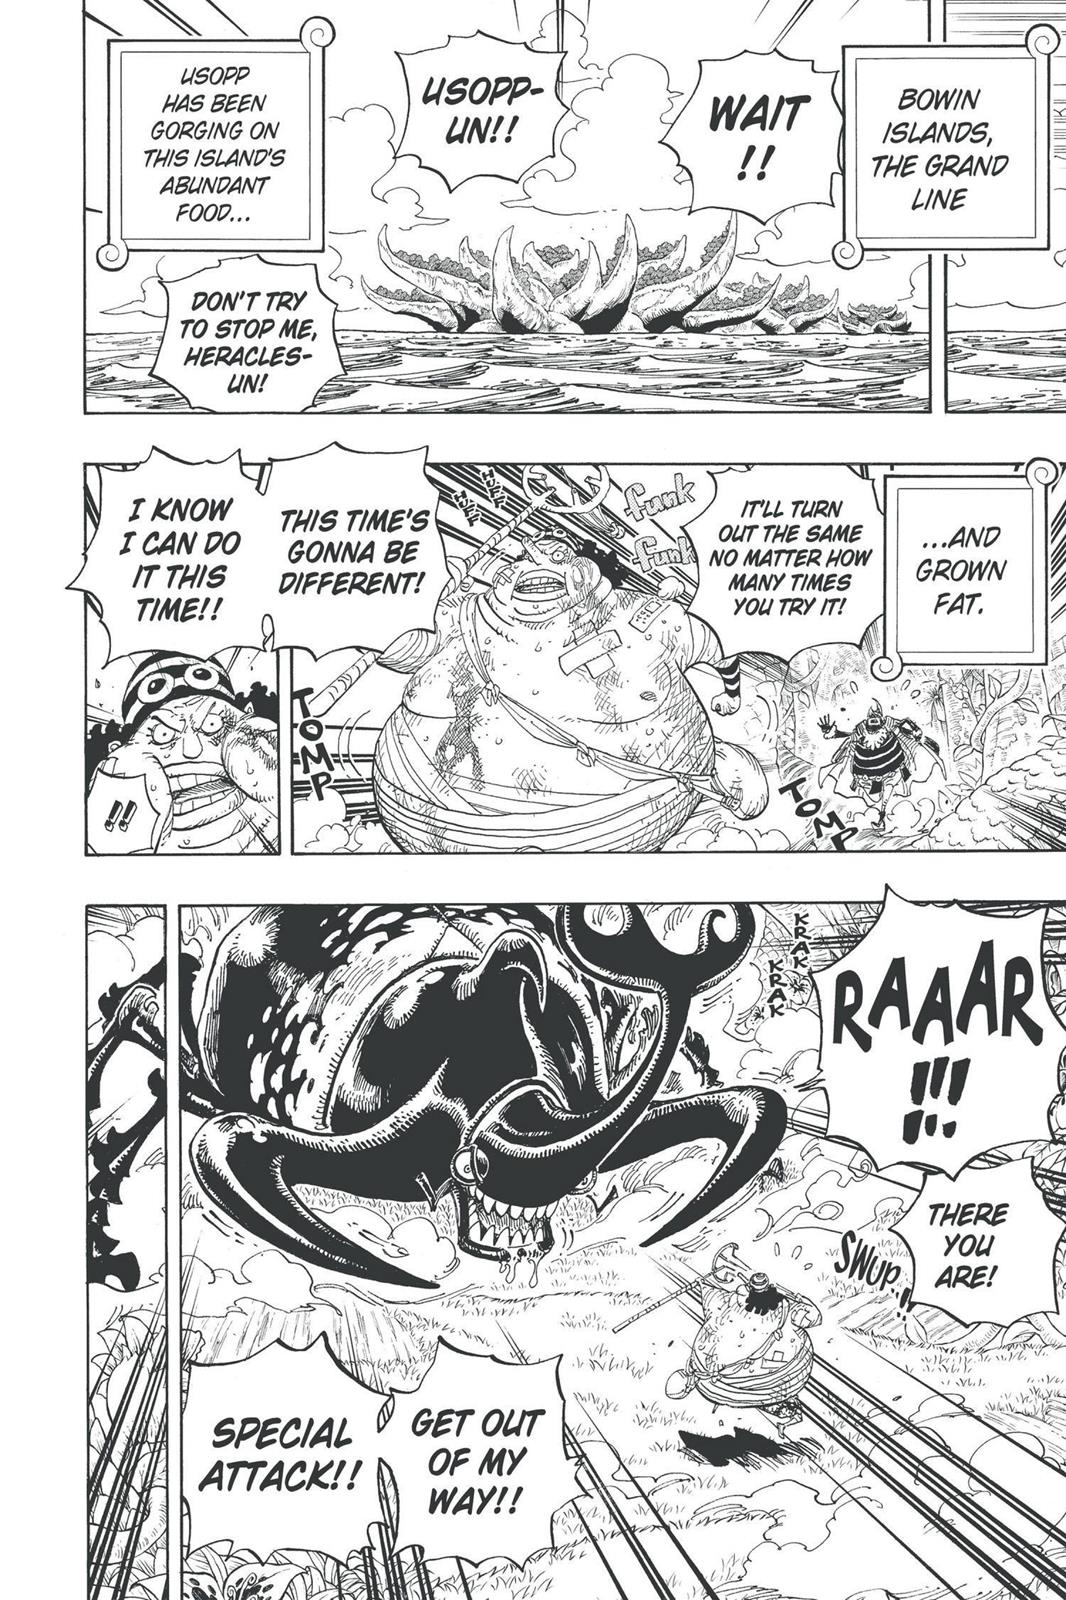 BOWIN
ISLANDS,
THE GRAND
LINE
WAIT
!!
USOPP-
UN!!
USOPP
HAS BEEN
GORGING ON
THIS ISLAND'S
ABUNDANT
FOOD...
DON'T TRY
TO STOP ME,
HERACLES-
UN!
...AND
GROWN
FAT.
IT'LL TURN
OUT THE SAME
NO MATTER HOW
MANY TIMES
YOU TRY IT!
funk
funk
HUFF
HUFF
THIS TIME'S
GONNA BE
DIFFERENT!
TOMP
TOMP
I KNOW
I CAN DO
IT THIS
TIME!!
!!
RAAAR
!!!
KRAK
KRAK
THERE
YOU
ARE!
SWUP..!
GET OUT
OF MY
WAY!!
SPECIAL
ATTACK!!